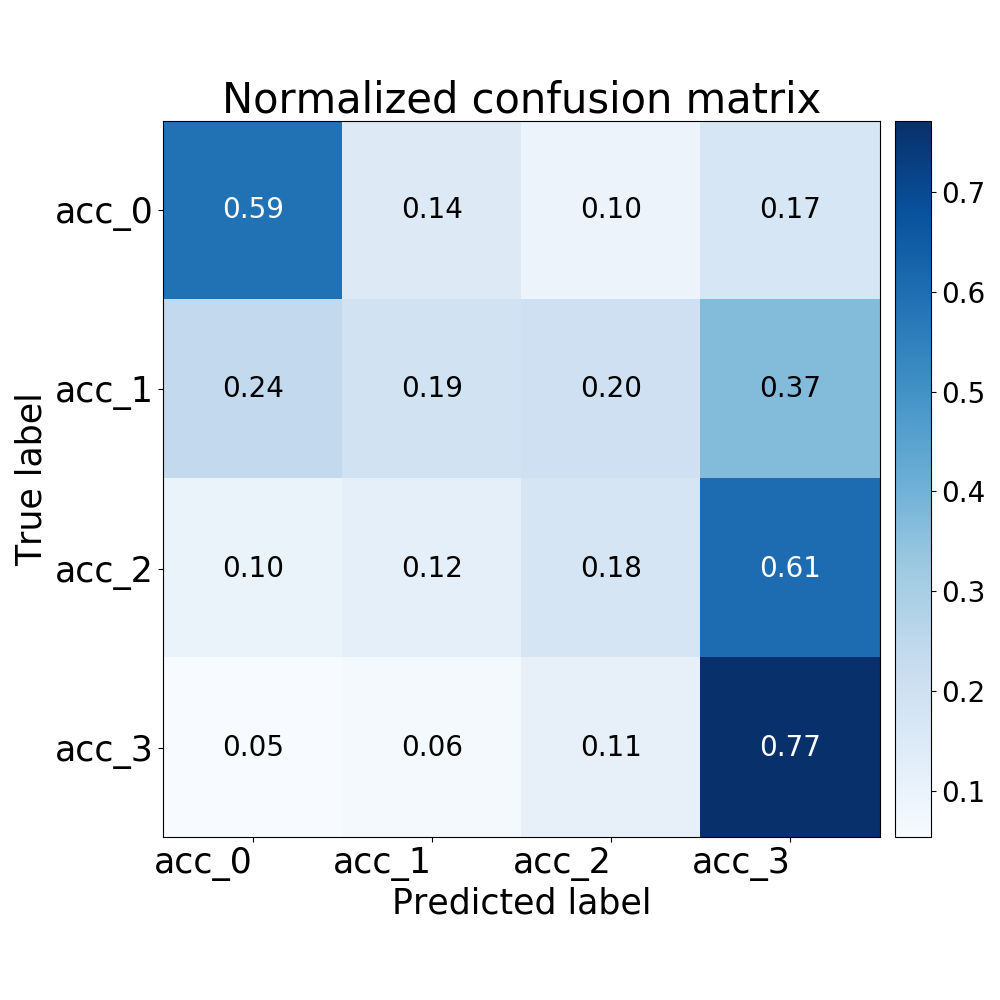 Normalized confusion matrix
True label
acc_0 0.59 0.14 0.10 0.17
acc_1 0.24 0.19 0.20 0.37
acc_2 0.10 0.12 0.18 0.61
acc_3 0.05 0.06 0.11 0.77
acc_0 acc_1 acc_2 acc_3
Predicted label
0.7
0.6
0.5
0.4
0.3
0.2
0.1